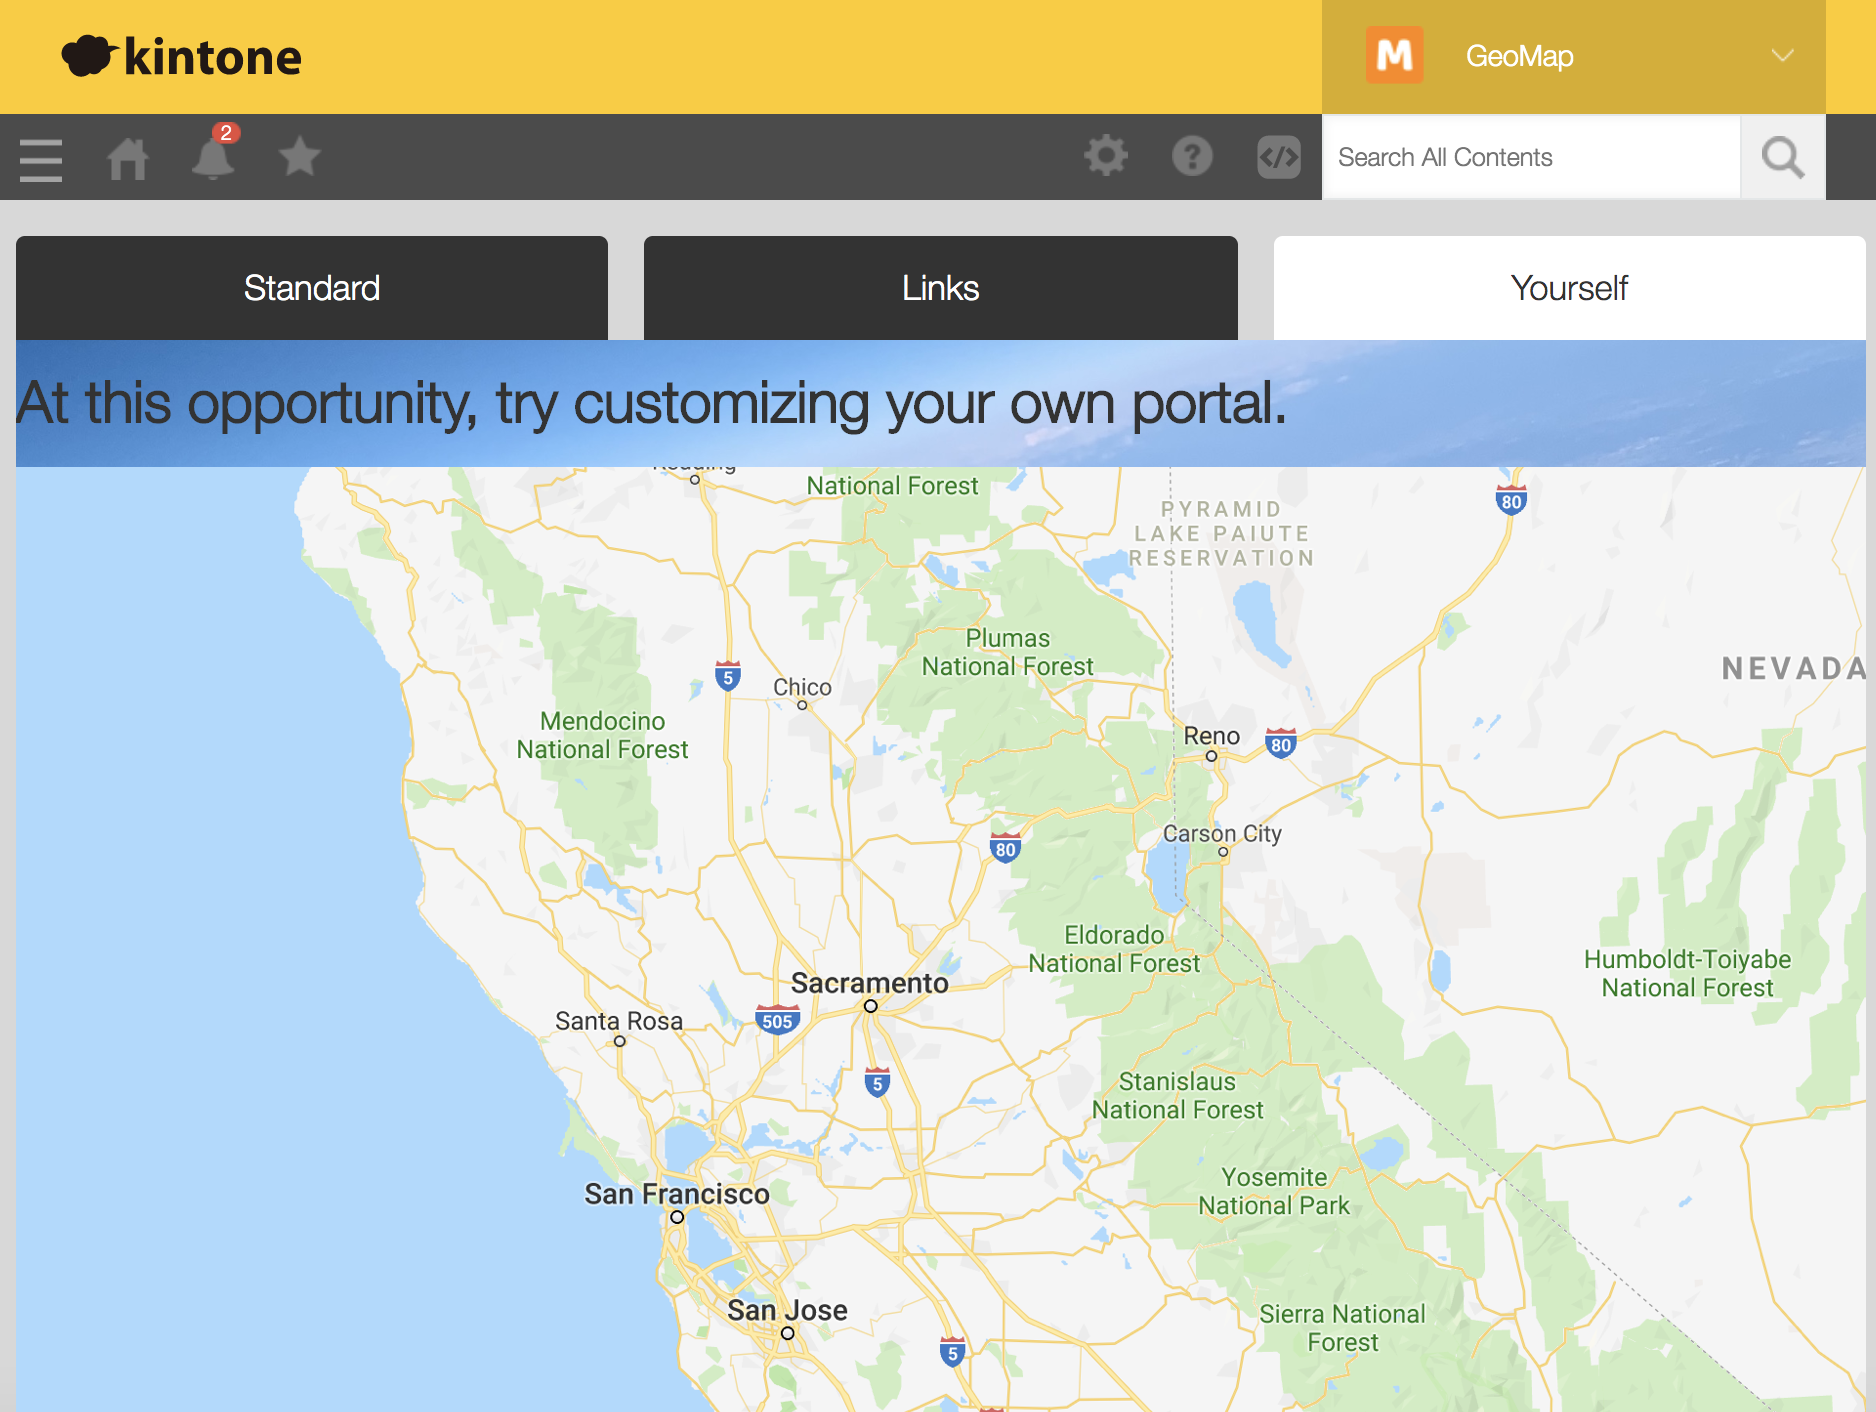 kintone
M
GeoMap
2
?
</>
Search All Contents
Standard
Links
Yourself
At this opportunity, try customizing your own portal.
National Forest
80
PYRAMID
LAKE PAIUTE
RESERVATION
Plumas
National Forest
NEVADA
5
Chico
Mendocino
National Forest
Reno
80
Carson City
80
Eldorado
National Forest
Humboldt-Toiyabe
National Forest
Sacramento
Santa Rosa
505
5
Stanislaus
National Forest
Yosemite
National Park
San Francisco
San Jose
Sierra National
Forest
5